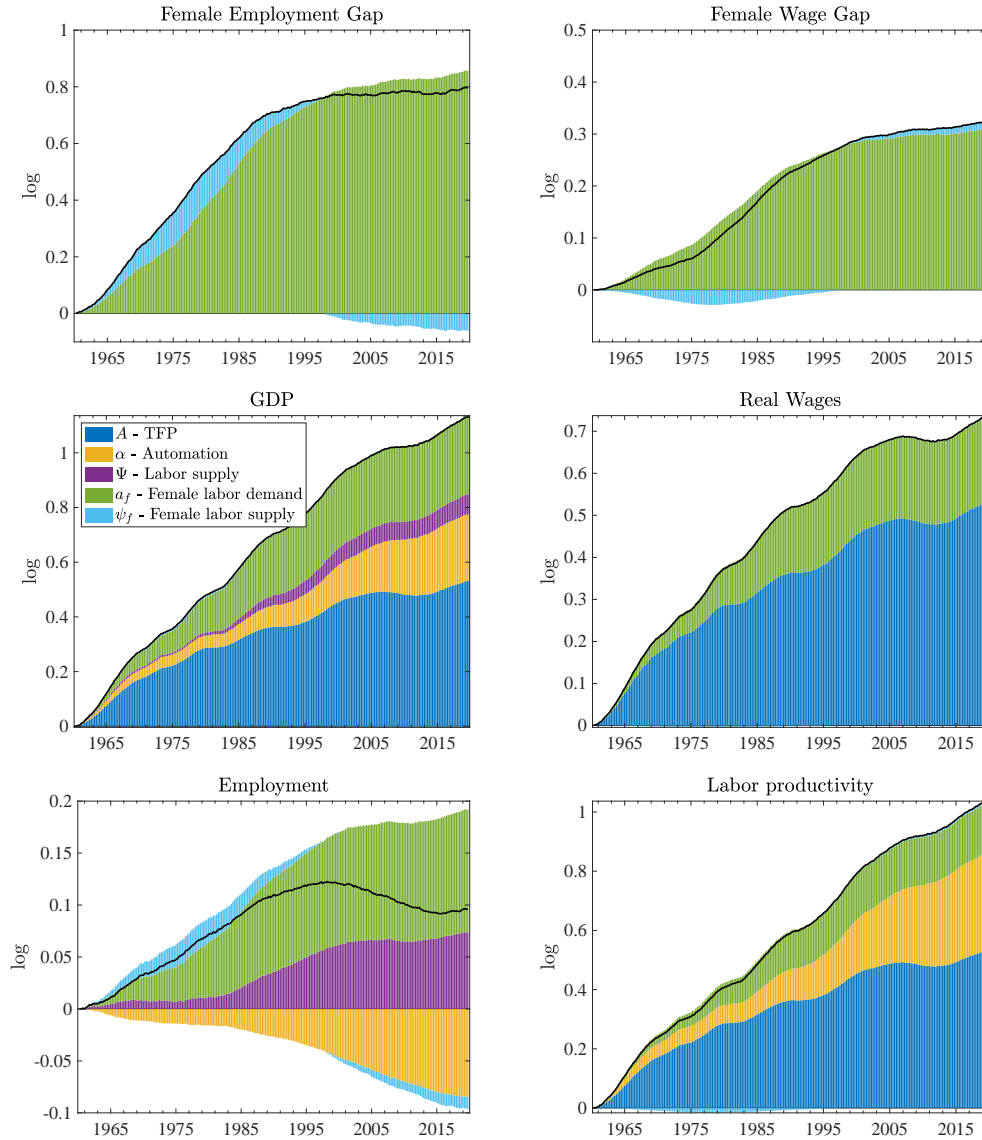 Female Employment Gap
1
0.8
0.6
0.4
0.2
0
log
1965 1975 1985 1995 2005 2015
Female Wage Gap
0.5
0.4
0.3
0.2
0.1
0
log
1965 1975 1985 1995 2005 2015
GDP
1
0.8
0.6
0.4
0.2
0
log
A - TFP
α - Automation
Ψ - Labor supply
a_f - Female labor demand
ψ_f - Female labor supply
1965 1975 1985 1995 2005 2015
Real Wages
0.7
0.6
0.5
0.4
0.3
0.2
0.1
0
log
1965 1975 1985 1995 2005 2015
Employment
0.2
0.15
0.1
0.05
0
-0.05
-0.1
log
1965 1975 1985 1995 2005 2015
Labor productivity
1
0.8
0.6
0.4
0.2
0
log
1965 1975 1985 1995 2005 2015